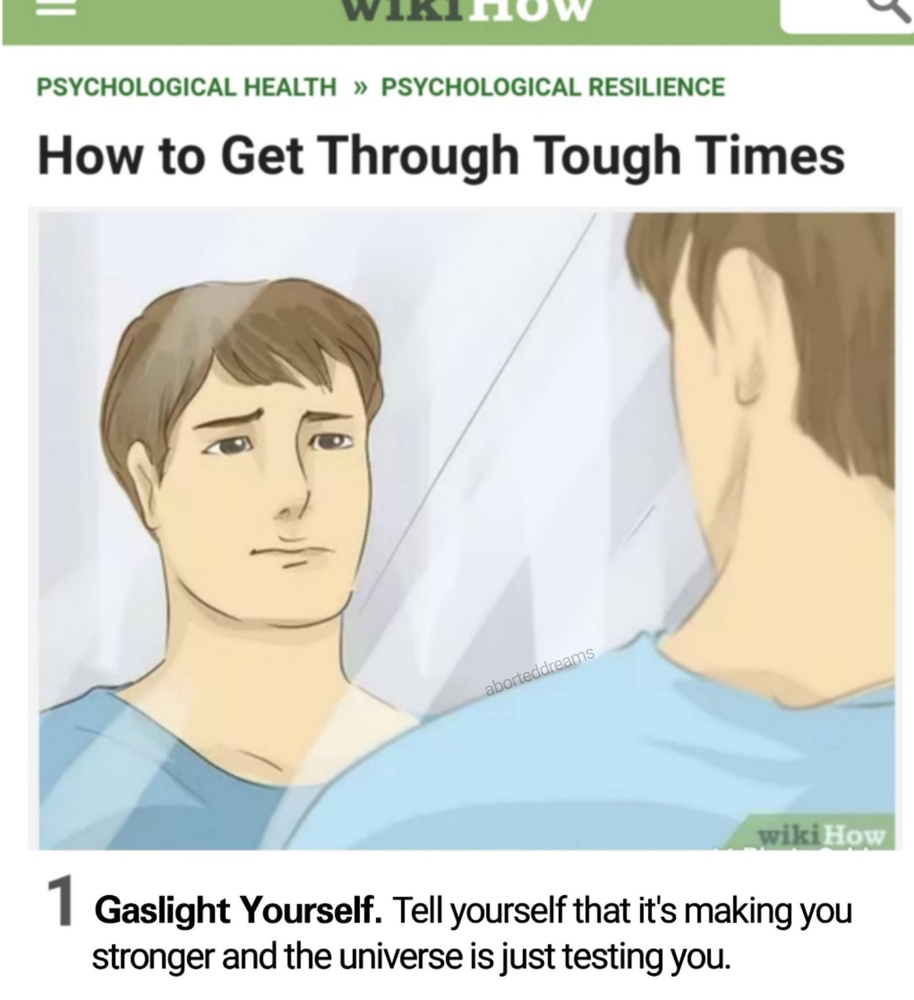 wikiHow
PSYCHOLOGICAL HEALTH » PSYCHOLOGICAL RESILIENCE
How to Get Through Tough Times
aborteddreams
wikiHow
1 Gaslight Yourself. Tell yourself that it's making you
stronger and the universe is just testing you.